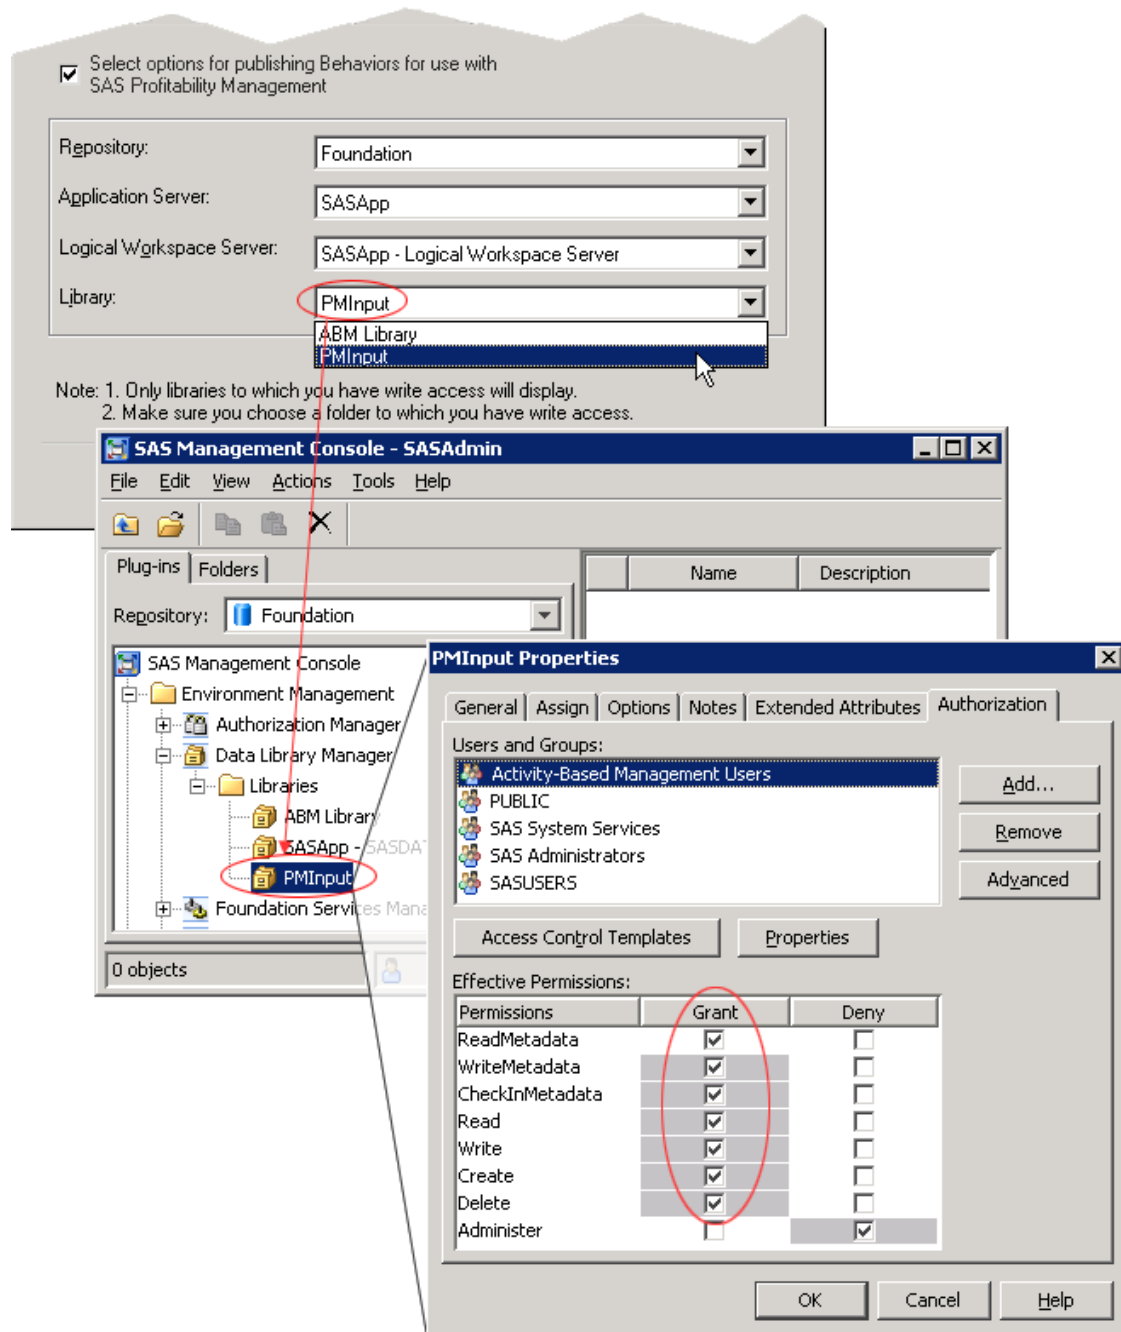 Select options for publishing Behaviors for use with
SAS Profitability Management
Repository:
Foundation
Application Server:
SASApp
Logical Workspace Server:
SASApp - Logical Workspace Server
Library:
PMInput
ABM Library
PMInput
Note: 1. Only libraries to which you have write access will display.
2. Make sure you choose a folder to which you have write access.
SAS Management Console - SASAdmin
File Edit View Actions Tools Help
Plug-ins Folders
Name Description
Repository: Foundation
SAS Management Console
Environment Management
Authorization Manager
Data Library Manager
Libraries
ABM Library
SASApp - SASDAT
PMInput
Foundation Services Mana
0 objects
PMInput Properties
General Assign Options Notes Extended Attributes Authorization
Users and Groups:
Activity-Based Management Users
PUBLIC
SAS System Services
SAS Administrators
SASUSERS
Add...
Remove
Advanced
Access Control Templates Properties
Effective Permissions:
Permissions Grant Deny
ReadMetadata
WriteMetadata
CheckInMetadata
Read
Write
Create
Delete
Administer
OK Cancel Help